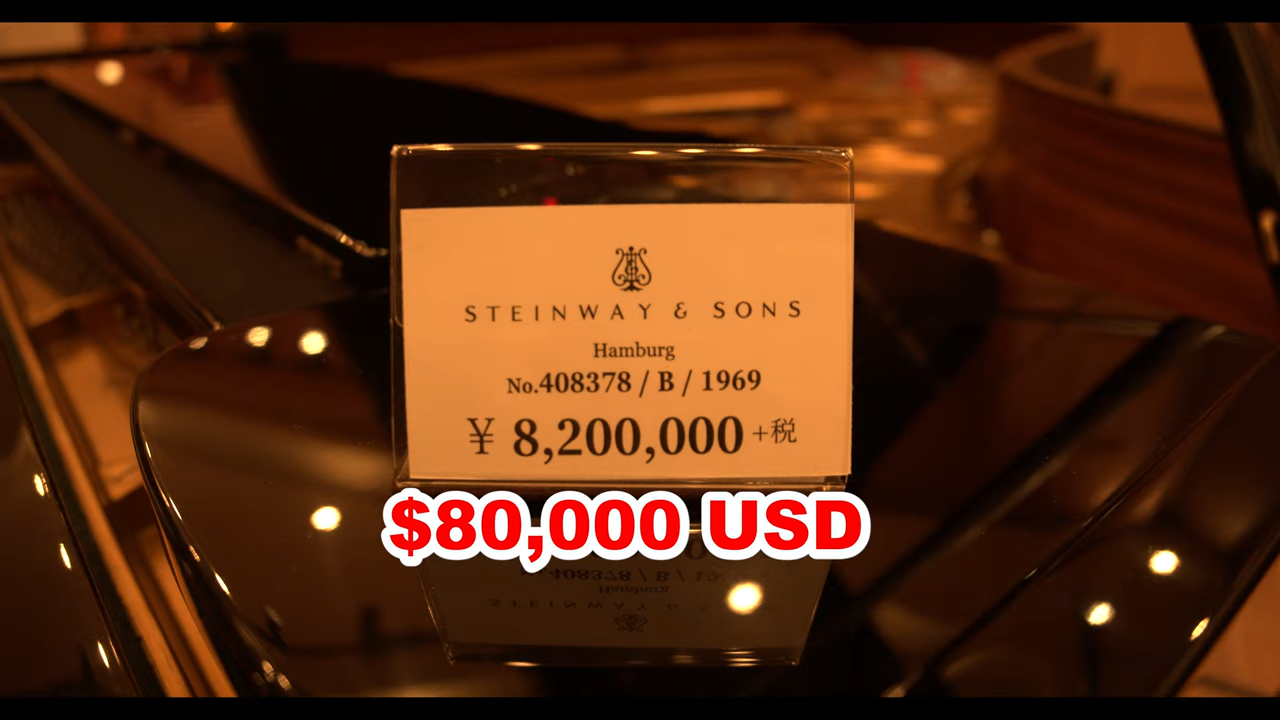 STEINWAY & SONS
Hamburg
No.408378 / B / 1969
¥ 8,200,000 +税
$80,000 USD